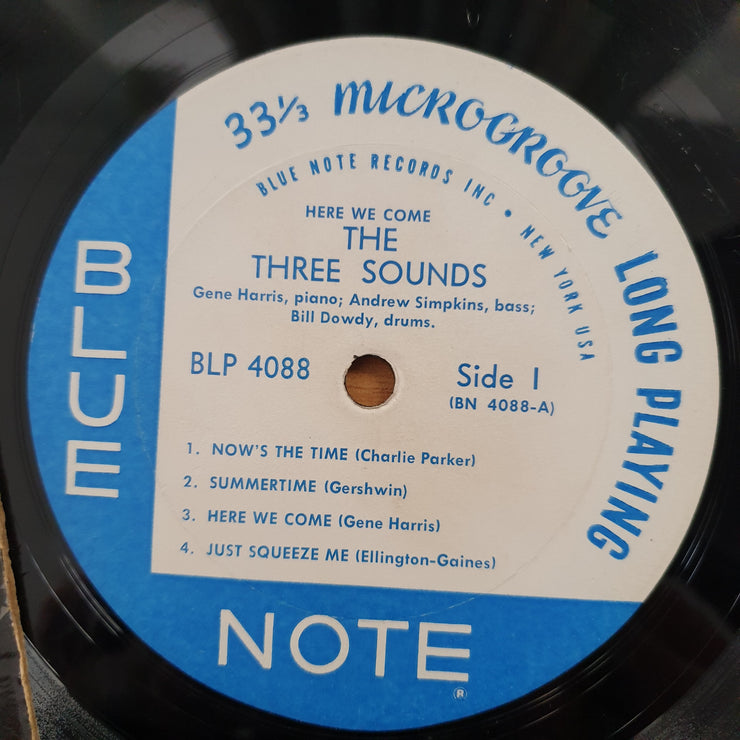 33⅓ MICROGROOVE LONG PLAYING
BLUE NOTE RECORDS INC • NEW YORK USA
HERE WE COME
THE
THREE SOUNDS
Gene Harris, piano; Andrew Simpkins, bass;
Bill Dowdy, drums.
BLP 4088
Side 1
(BN 4088-A)
1. NOW'S THE TIME (Charlie Parker)
2. SUMMERTIME (Gershwin)
3. HERE WE COME (Gene Harris)
4. JUST SQUEEZE ME (Ellington-Gaines)
BLUE
NOTE
®